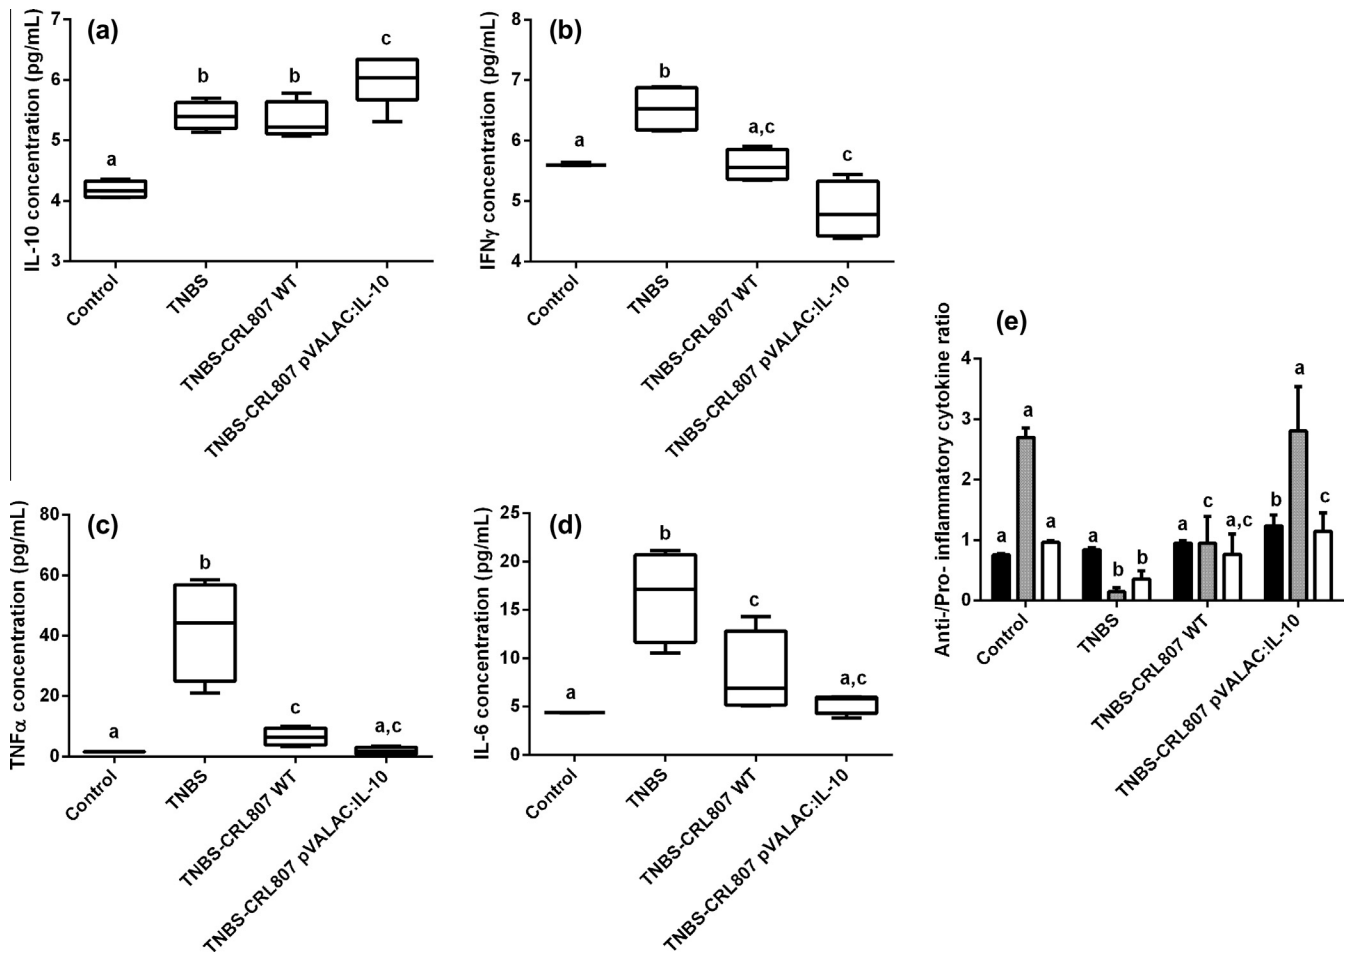 (a)
IL-10 concentration (pg/mL)
7
6
5
4
3
a
b
b
c
Control
TNBS
TNBS-CRL807 WT
TNBS-CRL807 pVALAC:IL-10
(b)
IFNγ concentration (pg/mL)
8
7
6
5
4
a
b
a,c
c
Control
TNBS
TNBS-CRL807 WT
TNBS-CRL807 pVALAC:IL-10
(c)
TNFα concentration (pg/mL)
80
60
40
20
0
a
b
c
a,c
Control
TNBS
TNBS-CRL807 WT
TNBS-CRL807 pVALAC:IL-10
(d)
IL-6 concentration (pg/mL)
25
20
15
10
5
0
a
b
c
a,c
Control
TNBS
TNBS-CRL807 WT
TNBS-CRL807 pVALAC:IL-10
(e)
Anti-/Pro- inflammatory cytokine ratio
4
3
2
1
0
a
a
a
a
b
b
a
c
a,c
b
a
c
Control
TNBS
TNBS-CRL807 WT
TNBS-CRL807 pVALAC:IL-10